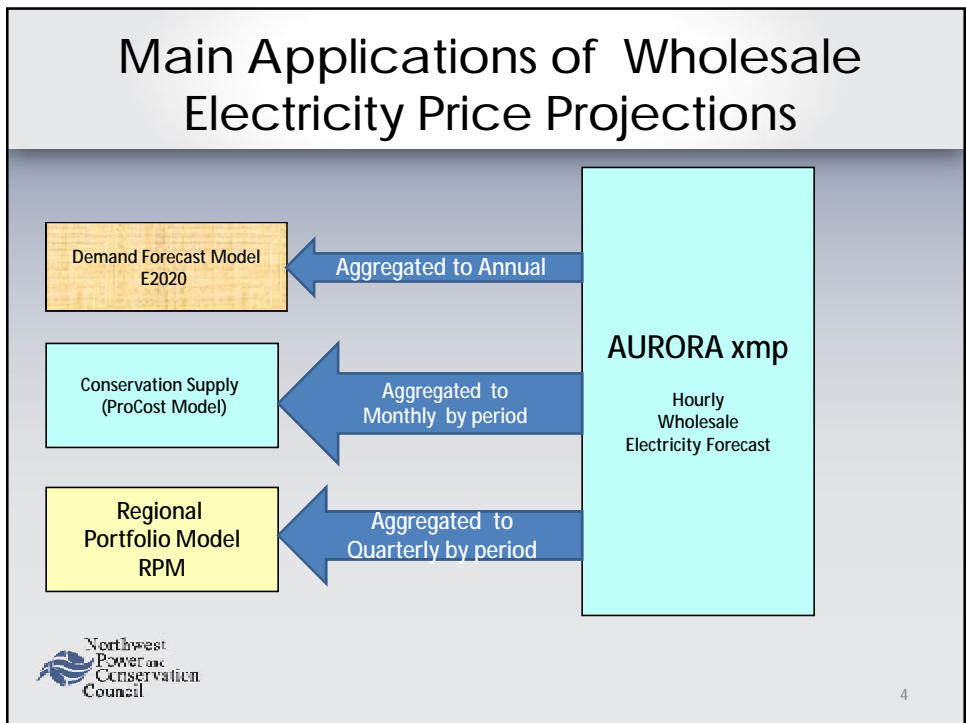 Main Applications of Wholesale
Electricity Price Projections
Demand Forecast Model
E2020
Aggregated to Annual
Conservation Supply
(ProCost Model)
Aggregated to
Monthly by period
Regional
Portfolio Model
RPM
Aggregated to
Quarterly by period
AURORA xmp
Hourly
Wholesale
Electricity Forecast
Northwest
Power and
Conservation
Council
4